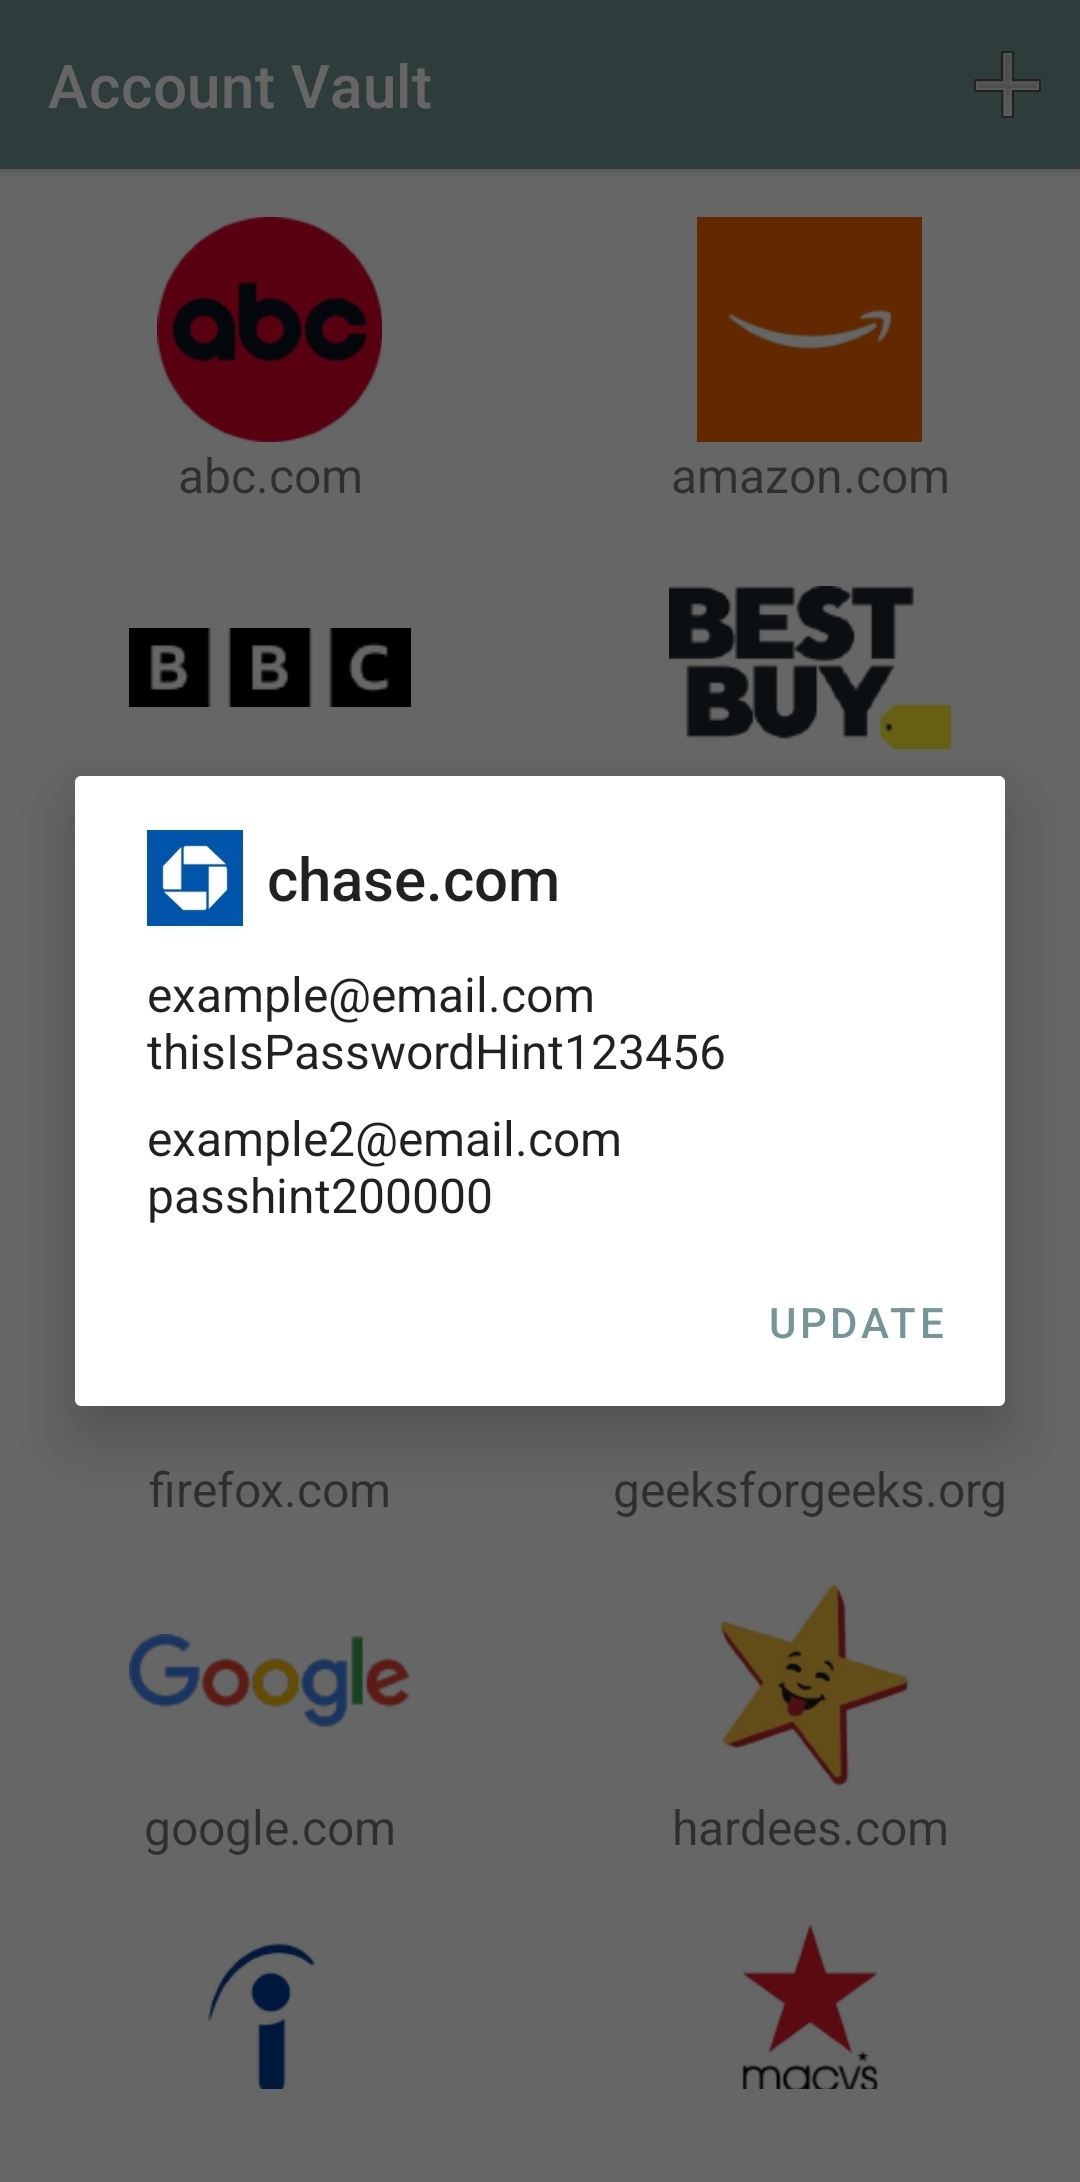 Account Vault
abc
abc.com
amazon.com
BBC
BEST
BUY
chase.com
example@email.com
thisIsPasswordHint123456
example2@email.com
passhint200000
UPDATE
firefox.com
geeksforgeeks.org
Google
google.com
hardees.com
i
macy's